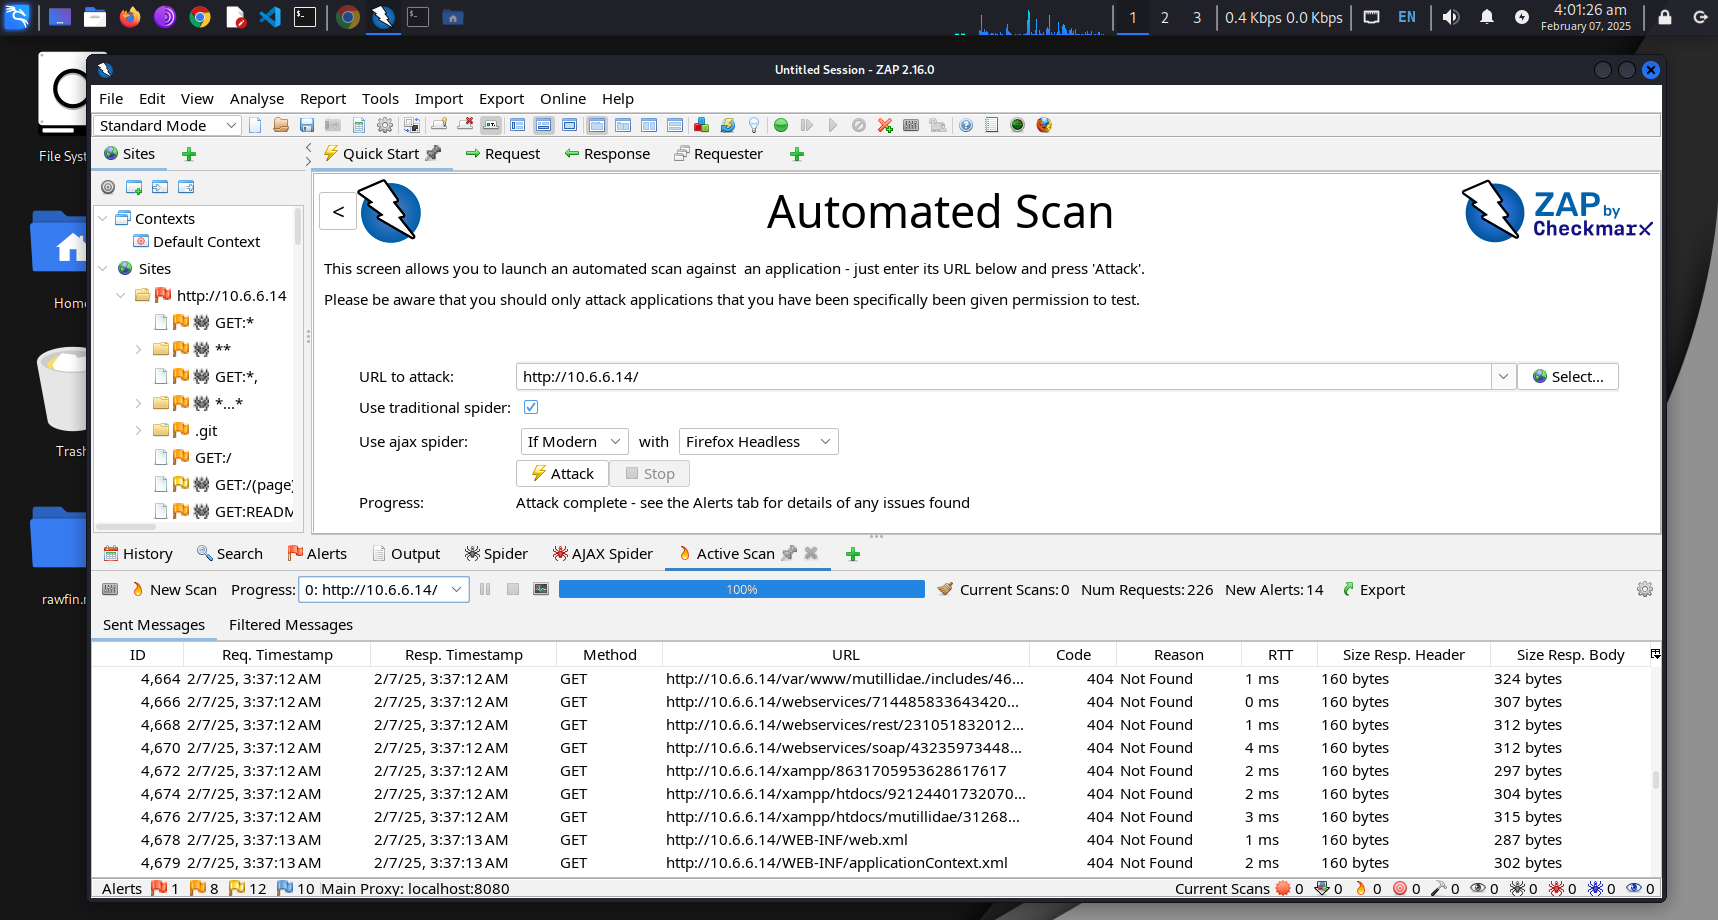 1 2 3 0.4 Kbps 0.0 Kbps EN 4:01:26 am
February 07, 2025
File Sys
Home
Trash
rawfin.r
Untitled Session - ZAP 2.16.0
File Edit View Analyse Report Tools Import Export Online Help
Standard Mode
Sites
Quick Start Request Response Requester
Contexts
Default Context
Sites
http://10.6.6.14
GET:*
**
GET:*,
*...*
.git
GET:/
GET:/(page)
GET:READM
<
Automated Scan
ZAP by
Checkmarx
This screen allows you to launch an automated scan against an application - just enter its URL below and press 'Attack'.
Please be aware that you should only attack applications that you have been specifically been given permission to test.
URL to attack: http://10.6.6.14/ Select...
Use traditional spider:
Use ajax spider: If Modern with Firefox Headless
Attack Stop
Progress: Attack complete - see the Alerts tab for details of any issues found
History Search Alerts Output Spider AJAX Spider Active Scan
New Scan Progress: 0: http://10.6.6.14/ 100% Current Scans: 0 Num Requests: 226 New Alerts: 14 Export
Sent Messages Filtered Messages
ID Req. Timestamp Resp. Timestamp Method URL Code Reason RTT Size Resp. Header Size Resp. Body
4,664 2/7/25, 3:37:12 AM 2/7/25, 3:37:12 AM GET http://10.6.6.14/var/www/mutillidae./includes/46... 404 Not Found 1 ms 160 bytes 324 bytes
4,666 2/7/25, 3:37:12 AM 2/7/25, 3:37:12 AM GET http://10.6.6.14/webservices/714485833643420... 404 Not Found 0 ms 160 bytes 307 bytes
4,668 2/7/25, 3:37:12 AM 2/7/25, 3:37:12 AM GET http://10.6.6.14/webservices/rest/231051832012... 404 Not Found 1 ms 160 bytes 312 bytes
4,670 2/7/25, 3:37:12 AM 2/7/25, 3:37:12 AM GET http://10.6.6.14/webservices/soap/43235973448... 404 Not Found 4 ms 160 bytes 312 bytes
4,672 2/7/25, 3:37:12 AM 2/7/25, 3:37:12 AM GET http://10.6.6.14/xampp/8631705953628617617 404 Not Found 2 ms 160 bytes 297 bytes
4,674 2/7/25, 3:37:12 AM 2/7/25, 3:37:12 AM GET http://10.6.6.14/xampp/htdocs/92124401732070... 404 Not Found 2 ms 160 bytes 304 bytes
4,676 2/7/25, 3:37:12 AM 2/7/25, 3:37:12 AM GET http://10.6.6.14/xampp/htdocs/mutillidae/31268... 404 Not Found 3 ms 160 bytes 315 bytes
4,678 2/7/25, 3:37:13 AM 2/7/25, 3:37:13 AM GET http://10.6.6.14/WEB-INF/web.xml 404 Not Found 1 ms 160 bytes 287 bytes
4,679 2/7/25, 3:37:13 AM 2/7/25, 3:37:13 AM GET http://10.6.6.14/WEB-INF/applicationContext.xml 404 Not Found 2 ms 160 bytes 302 bytes
Alerts 1 8 12 10 Main Proxy: localhost:8080 Current Scans 0 0 0 0 0 0 0 0 0 0